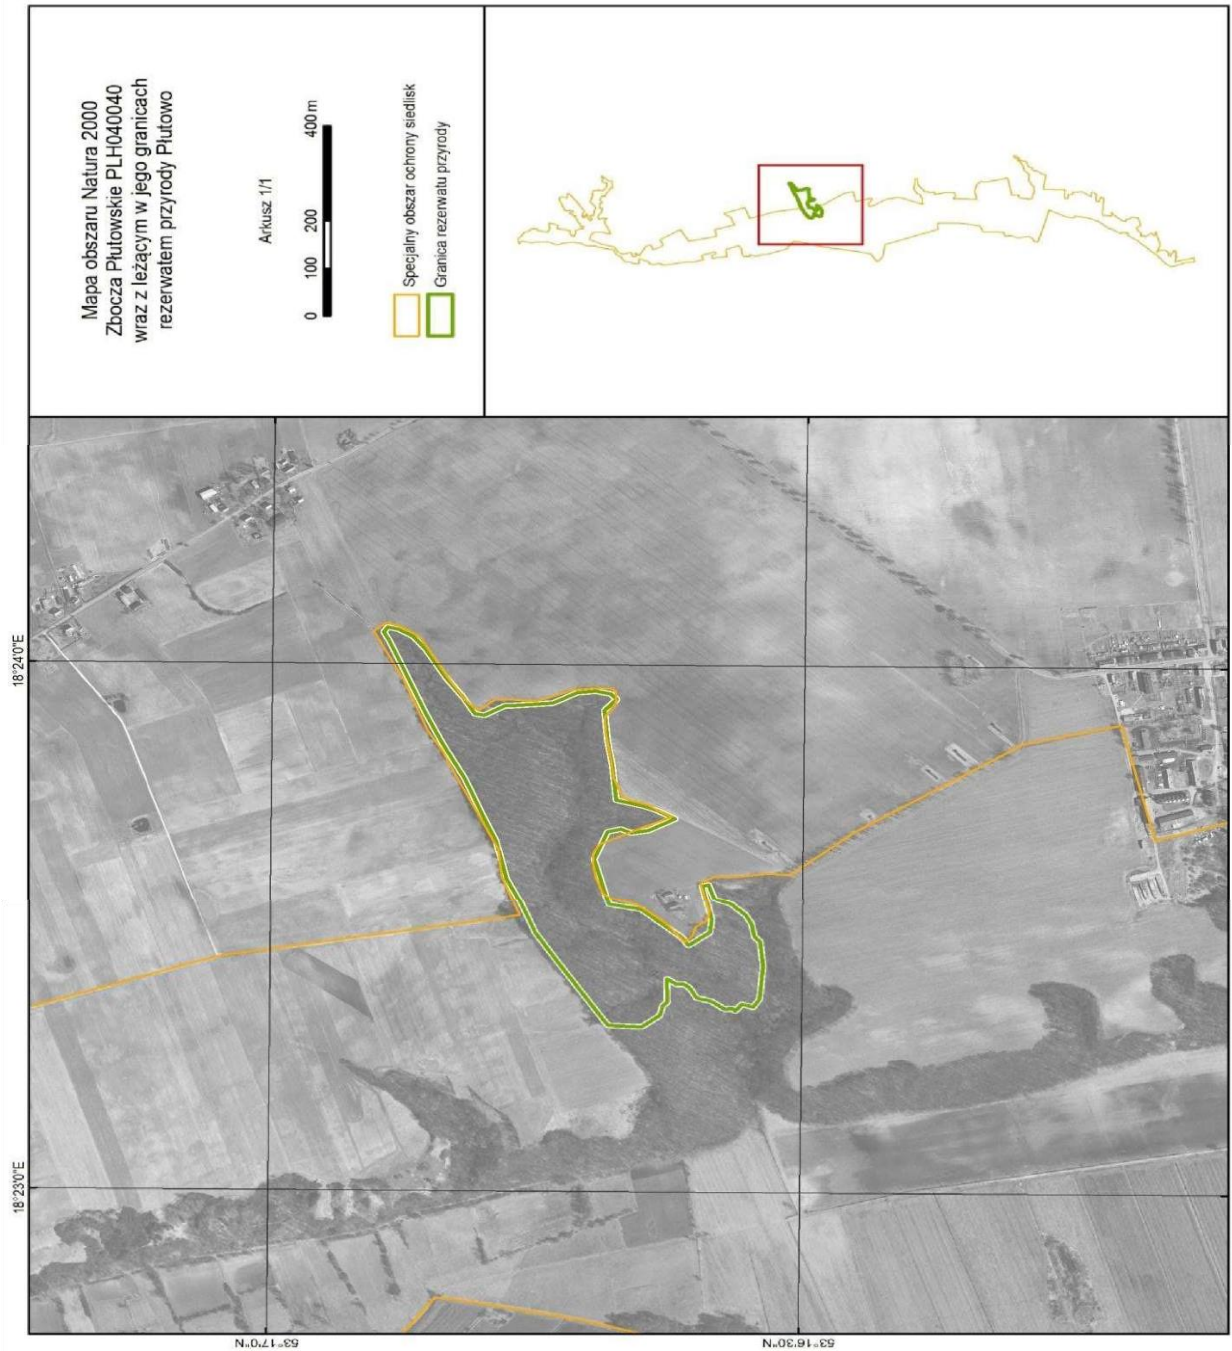 Mapa obszaru Natura 2000
Zbocza Płutowskie PLH040040
wraz z leżącym w jego granicach
rezerwatem przyrody Płutowo
Arkusz 1/1
0 100 200 400 m
Specjalny obszar ochrony siedlisk
Granica rezerwatu przyrody
18°23'0"E
18°24'0"E
53°17'0"N
53°16'30"N